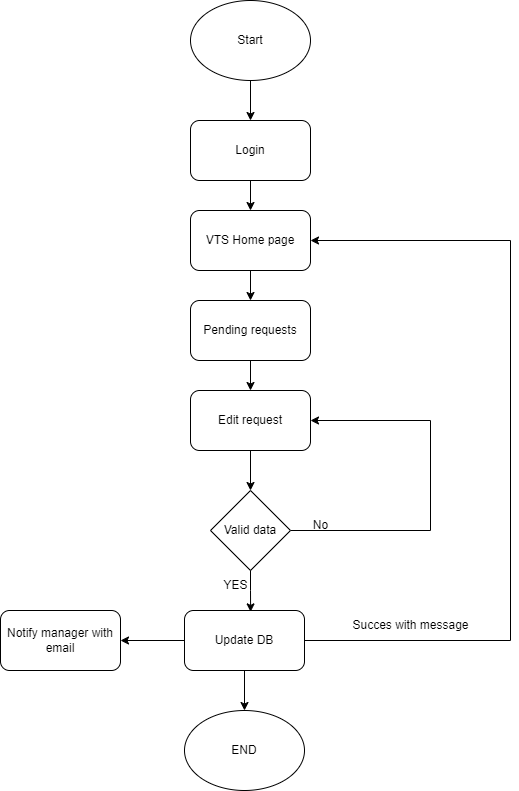 Start
Login
VTS Home page
Pending requests
Edit request
Valid data
No
YES
Notify manager with
email
Update DB
Succes with message
END